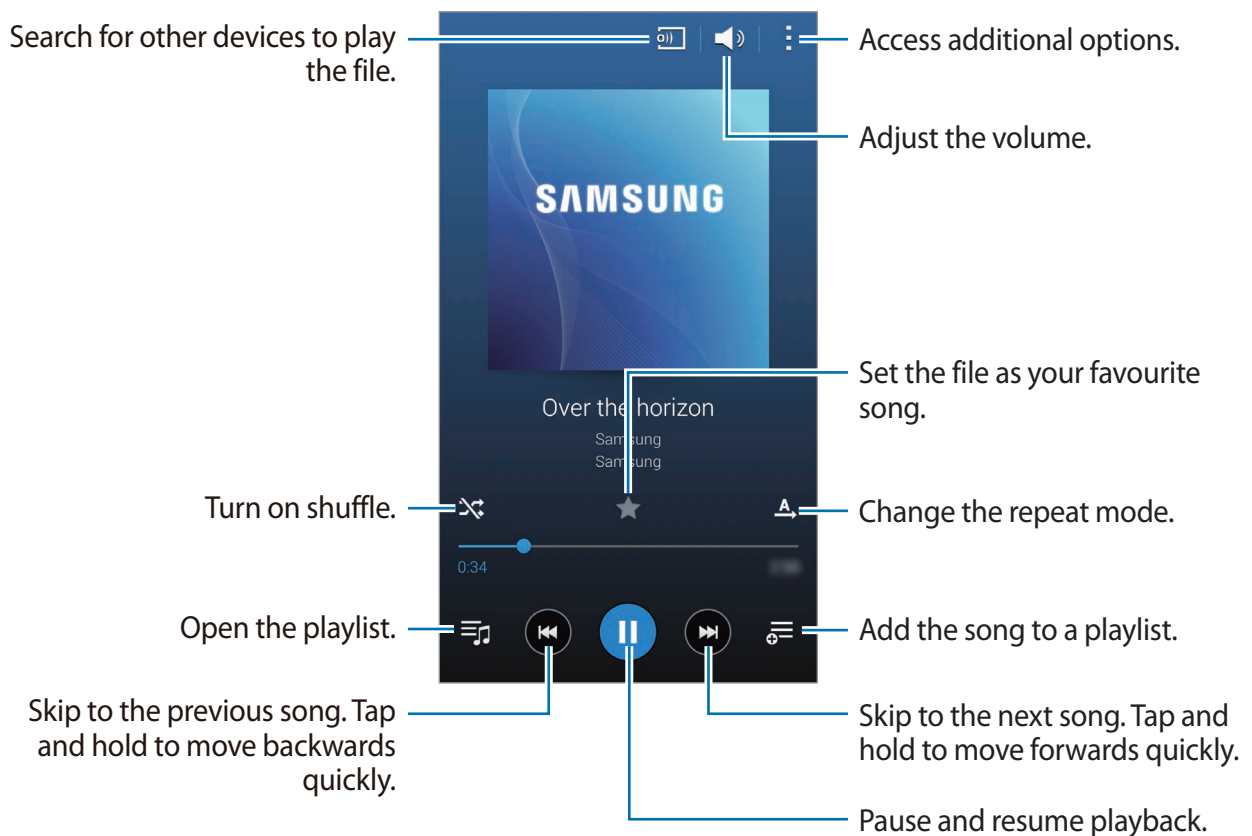 Search for other devices to play
the file.
Access additional options.
Adjust the volume.
SAMSUNG
Set the file as your favourite
song.
Over the horizon
Samsung
Samsung
Turn on shuffle.
A
Change the repeat mode.
0:34
Open the playlist.
Add the song to a playlist.
Skip to the previous song. Tap
and hold to move backwards
quickly.
Skip to the next song. Tap and
hold to move forwards quickly.
Pause and resume playback.